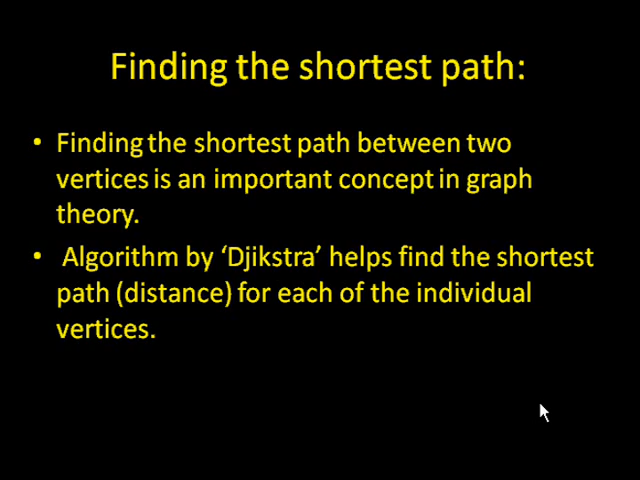 Finding the shortest path:
• Finding the shortest path between two
vertices is an important concept in graph
theory.
• Algorithm by ‘Djikstra’ helps find the shortest
path (distance) for each of the individual
vertices.